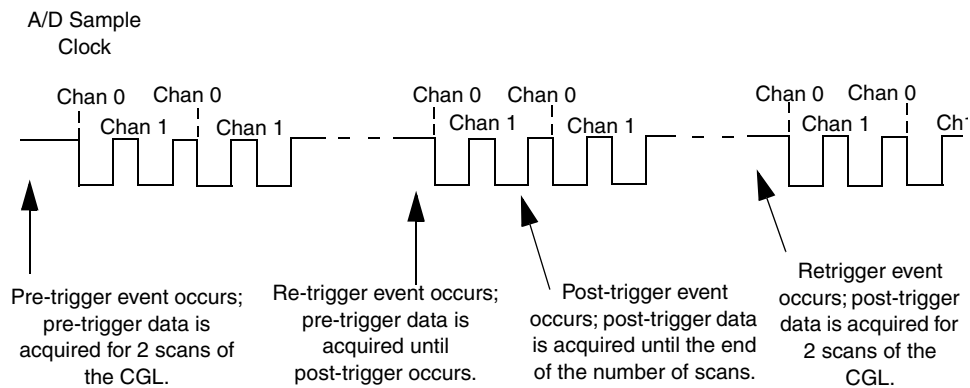 A/D Sample
Clock
Chan 0 Chan 0 Chan 0 Chan 0 Chan 0 Chan 0
Chan 1 Chan 1 Chan 1 Chan 1 Chan 1 Ch1
Pre-trigger event occurs;
pre-trigger data is
acquired for 2 scans of
the CGL.
Re-trigger event occurs;
pre-trigger data is
acquired until
post-trigger occurs.
Post-trigger event
occurs; post-trigger data
is acquired until the end
of the number of scans.
Retrigger event
occurs; post-trigger
data is acquired for
2 scans of the
CGL.